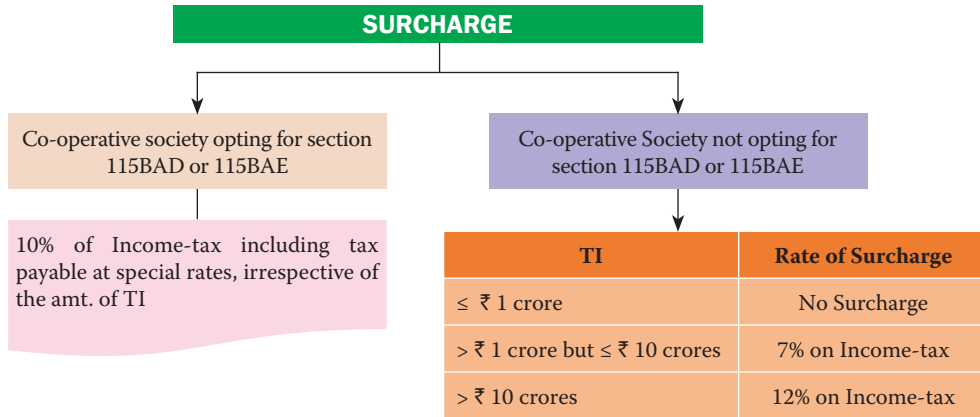 SURCHARGE
Co-operative society opting for section
115BAD or 115BAE
10% of Income-tax including tax
payable at special rates, irrespective of
the amt. of TI
Co-operative Society not opting for
section 115BAD or 115BAE
TI Rate of Surcharge
≤ ₹ 1 crore No Surcharge
> ₹ 1 crore but ≤ ₹ 10 crores 7% on Income-tax
> ₹ 10 crores 12% on Income-tax